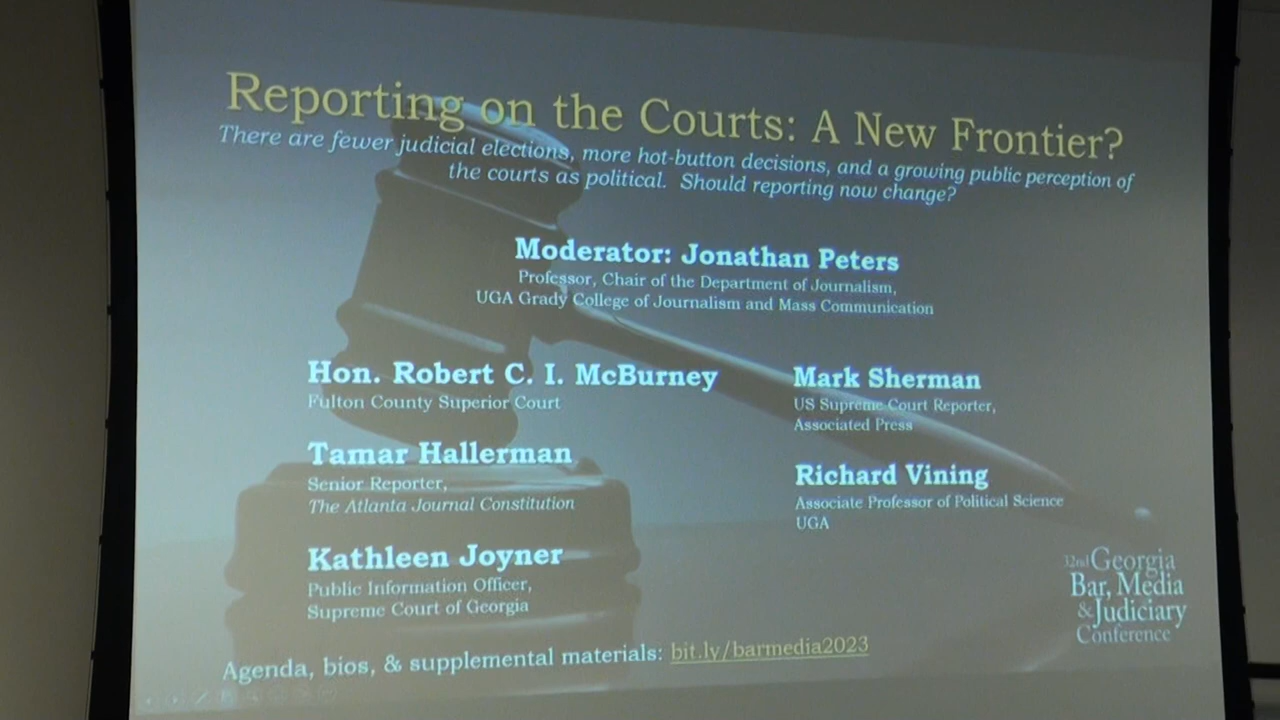 Reporting on the Courts: A New Frontier?
There are fewer judicial elections, more hot-button decisions, and a growing public perception of
the courts as political. Should reporting now change?
Moderator: Jonathan Peters
Professor, Chair of the Department of Journalism,
UGA Grady College of Journalism and Mass Communication
Hon. Robert C. I. McBurney
Fulton County Superior Court
Tamar Hallerman
Senior Reporter,
The Atlanta Journal Constitution
Kathleen Joyner
Public Information Officer,
Supreme Court of Georgia
Mark Sherman
US Supreme Court Reporter,
Associated Press
Richard Vining
Associate Professor of Political Science
UGA
32nd Georgia
Bar, Media
&Judiciary
Conference
Agenda, bios, & supplemental materials: bit.ly/barmedia2023